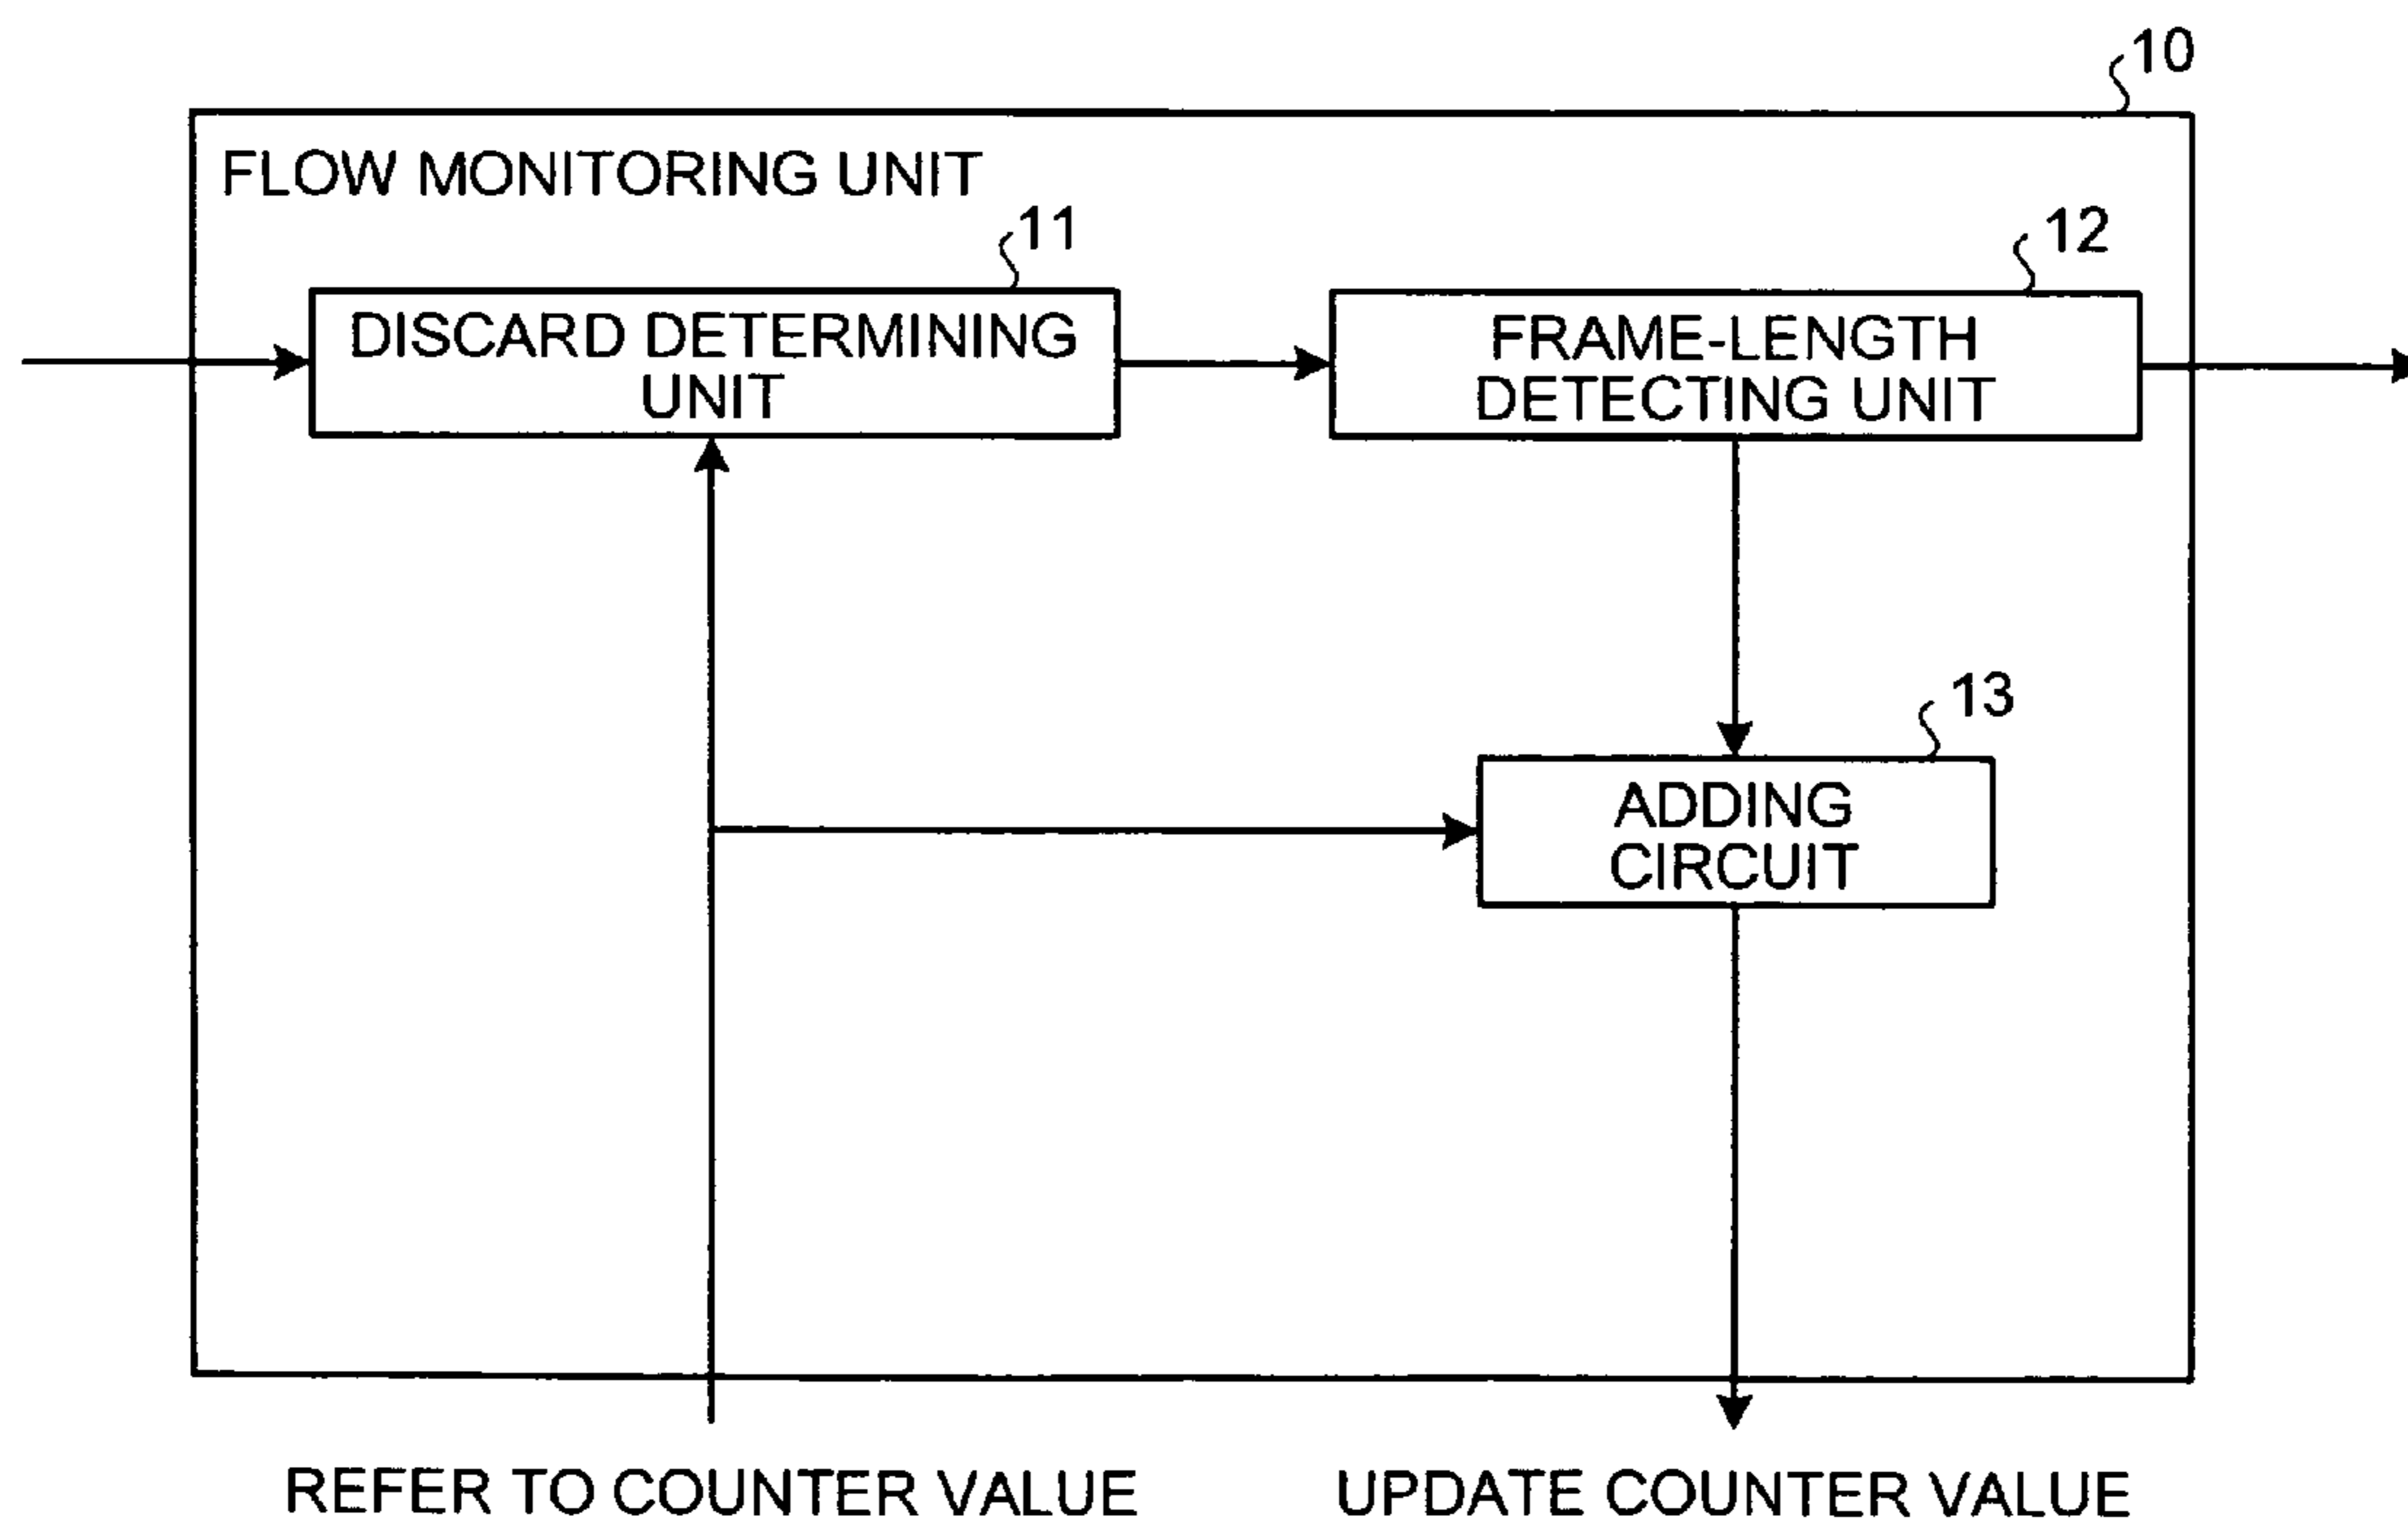 10
FLOW MONITORING UNIT
11
12
DISCARD DETERMINING
UNIT
FRAME-LENGTH
DETECTING UNIT
13
ADDING
CIRCUIT
REFER TO COUNTER VALUE
UPDATE COUNTER VALUE